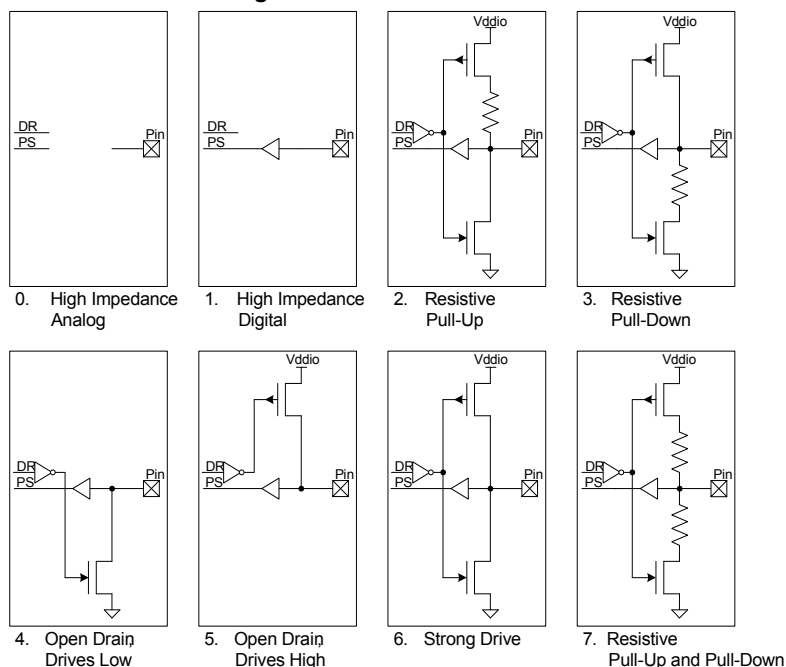 Vddio
Vddio
DR
PS
Pin
DR
PS
Pin
DR
PS
Pin
DR
PS
Pin
0. High Impedance
Analog
1. High Impedance
Digital
2. Resistive
Pull-Up
3. Resistive
Pull-Down
Vddio
Vddio
Vddio
DR
PS
Pin
DR
PS
Pin
DR
PS
Pin
DR
PS
Pin
4. Open Drain,
Drives Low
5. Open Drain,
Drives High
6. Strong Drive
7. Resistive
Pull-Up and Pull-Down